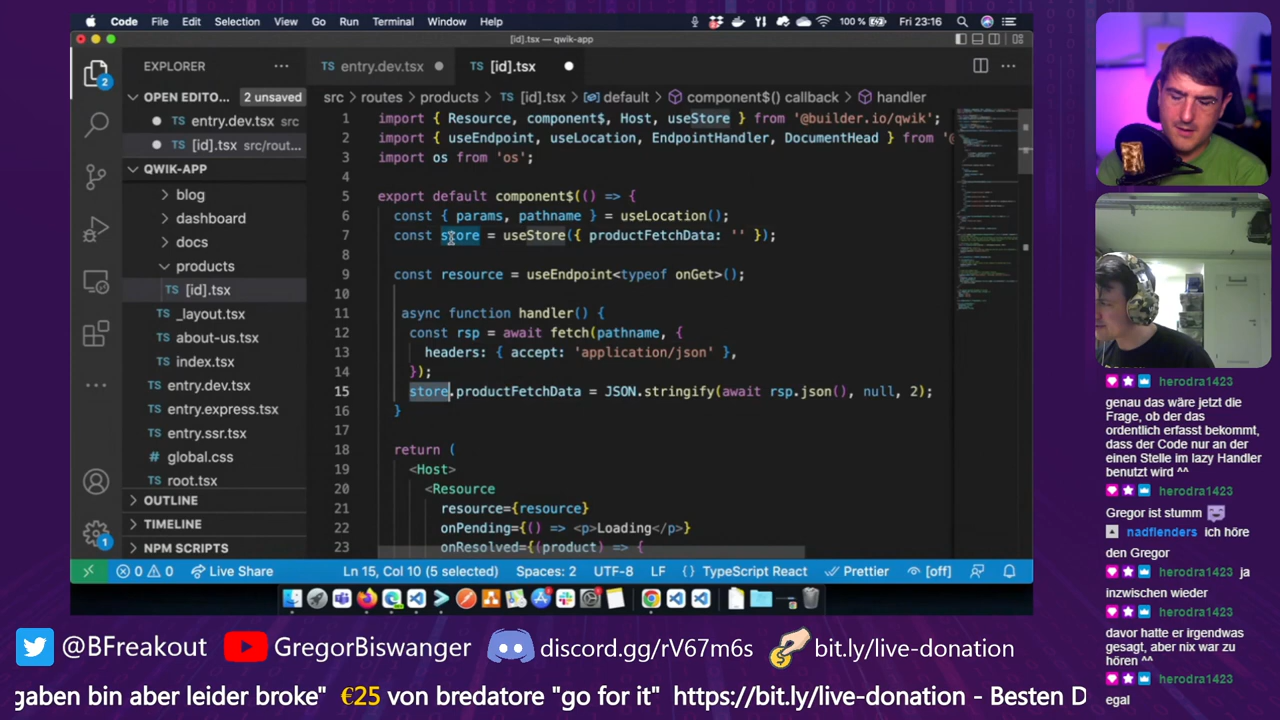 Code File Edit Selection View Go Run Terminal Window Help 100 % Fri 23:16
[id].tsx — qwik-app
EXPLORER
OPEN EDITO... 2 unsaved
entry.dev.tsx src
[id].tsx src/rout...
QWIK-APP
blog
dashboard
docs
products
[id].tsx
_layout.tsx
about-us.tsx
index.tsx
entry.dev.tsx
entry.express.tsx
entry.ssr.tsx
global.css
root.tsx
OUTLINE
TIMELINE
NPM SCRIPTS
2
1
entry.dev.tsx [id].tsx
src > routes > products > [id].tsx > default > component$() callback > handler
1 import { Resource, component$, Host, useStore } from '@builder.io/qwik';
2 import { useEndpoint, useLocation, EndpointHandler, DocumentHead } from '
3 import os from 'os';
4
5 export default component$(() => {
6 const { params, pathname } = useLocation();
7 const store = useStore({ productFetchData: '' });
8
9 const resource = useEndpoint<typeof onGet>();
10
11 async function handler() {
12 const rsp = await fetch(pathname, {
13 headers: { accept: 'application/json' },
14 });
15 store.productFetchData = JSON.stringify(await rsp.json(), null, 2);
16 }
17
18 return (
19 <Host>
20 <Resource
21 resource={resource}
22 onPending={() => <p>Loading</p>}
23 onResolved={(product) => {
0 0 Live Share Ln 15, Col 10 (5 selected) Spaces: 2 UTF-8 LF {} TypeScript React Prettier [off]
herodra1423
genau das wäre jetzt die
Frage, ob der das
ordentlich erfasst bekommt,
dass der Code nur an der
einen Stelle im lazy Handler
benutzt wird ^^
herodra1423
Gregor ist stumm
nadflenders ich höre
den Gregor
herodra1423 ja
inzwischen wieder
herodra1423
davor hatte er irgendwas
gesagt, aber nix war zu
hören ^^
herodra1423
egal
@BFreakout GregorBiswanger discord.gg/rV67m6s bit.ly/live-donation
gaben bin aber leider broke" €25 von bredatore "go for it" https://bit.ly/live-donation - Besten D